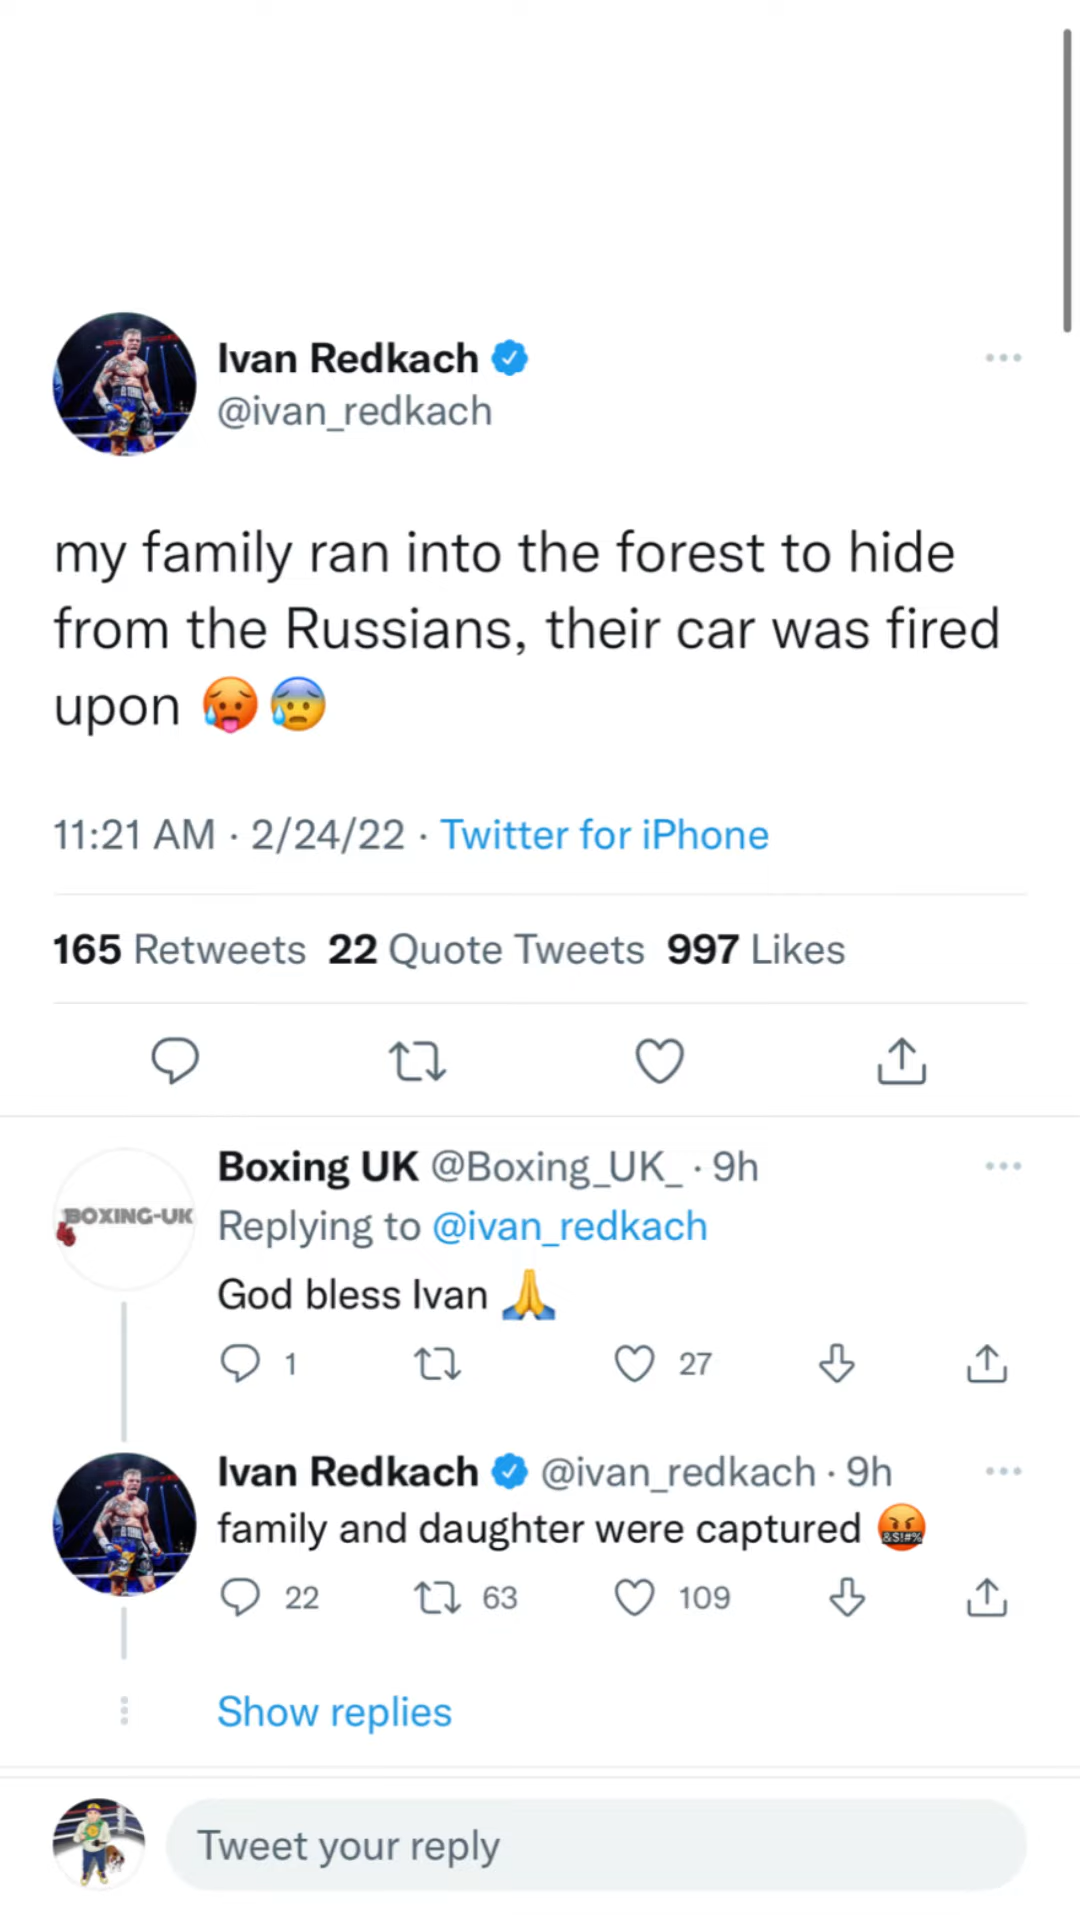 Ivan Redkach
@ivan_redkach
my family ran into the forest to hide
from the Russians, their car was fired
upon 🥵😰
11:21 AM · 2/24/22 · Twitter for iPhone
165 Retweets 22 Quote Tweets 997 Likes
Boxing UK @Boxing_UK_ · 9h
BOXING-UK
Replying to @ivan_redkach
God bless Ivan 🙏
1 27
Ivan Redkach @ivan_redkach · 9h
family and daughter were captured 🤬
22 63 109
Show replies
Tweet your reply